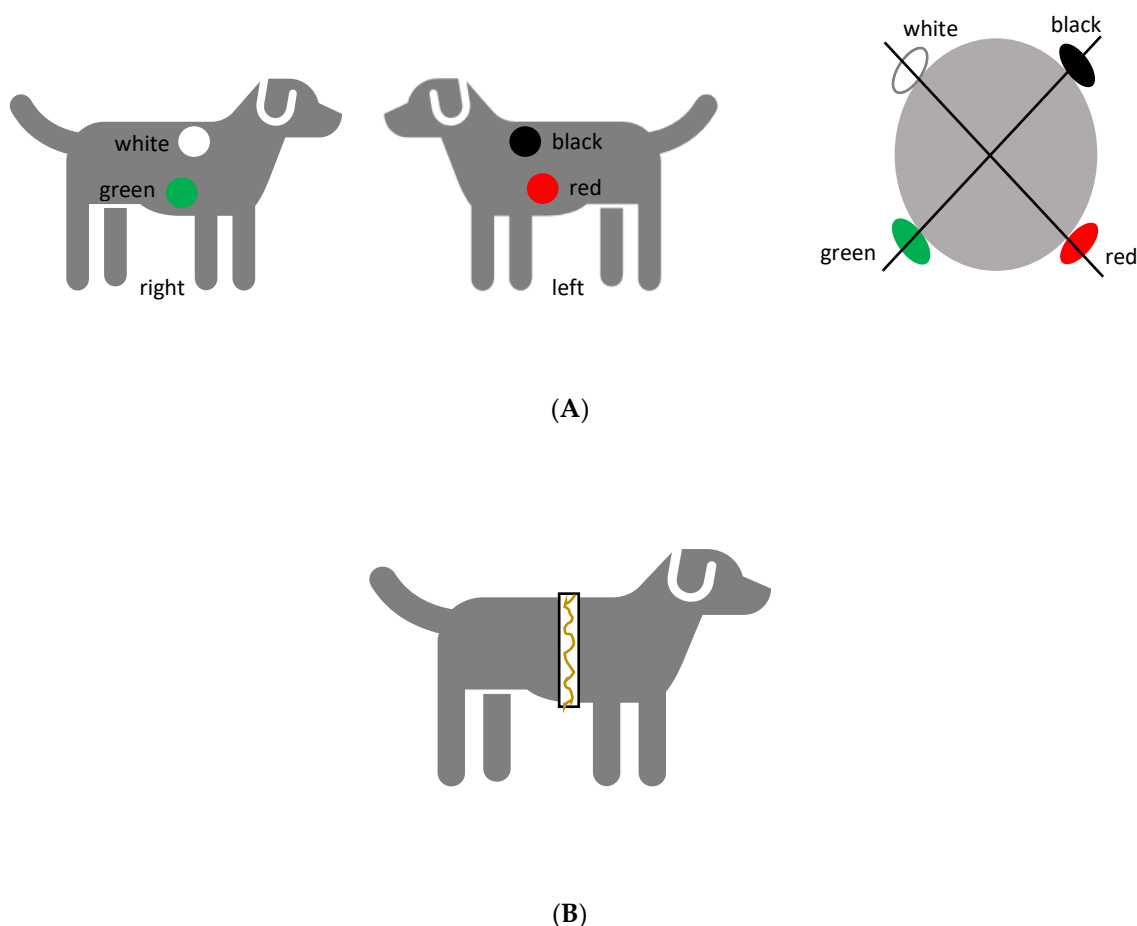 white
green
right
black
red
left
white
black
green
red
(A)
(B)